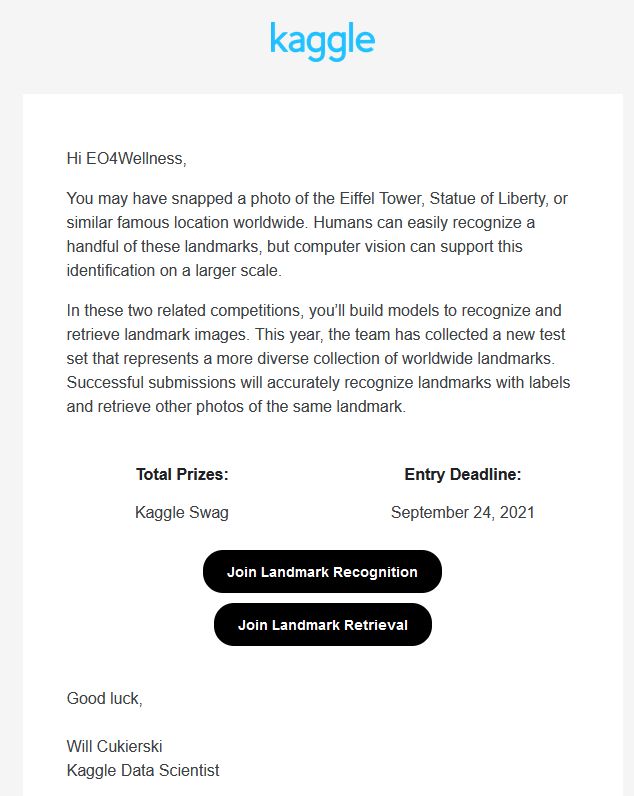 kaggle
Hi EO4Wellness,
You may have snapped a photo of the Eiffel Tower, Statue of Liberty, or
similar famous location worldwide. Humans can easily recognize a
handful of these landmarks, but computer vision can support this
identification on a larger scale.
In these two related competitions, you’ll build models to recognize and
retrieve landmark images. This year, the team has collected a new test
set that represents a more diverse collection of worldwide landmarks.
Successful submissions will accurately recognize landmarks with labels
and retrieve other photos of the same landmark.
Total Prizes:
Kaggle Swag
Entry Deadline:
September 24, 2021
Join Landmark Recognition
Join Landmark Retrieval
Good luck,
Will Cukierski
Kaggle Data Scientist